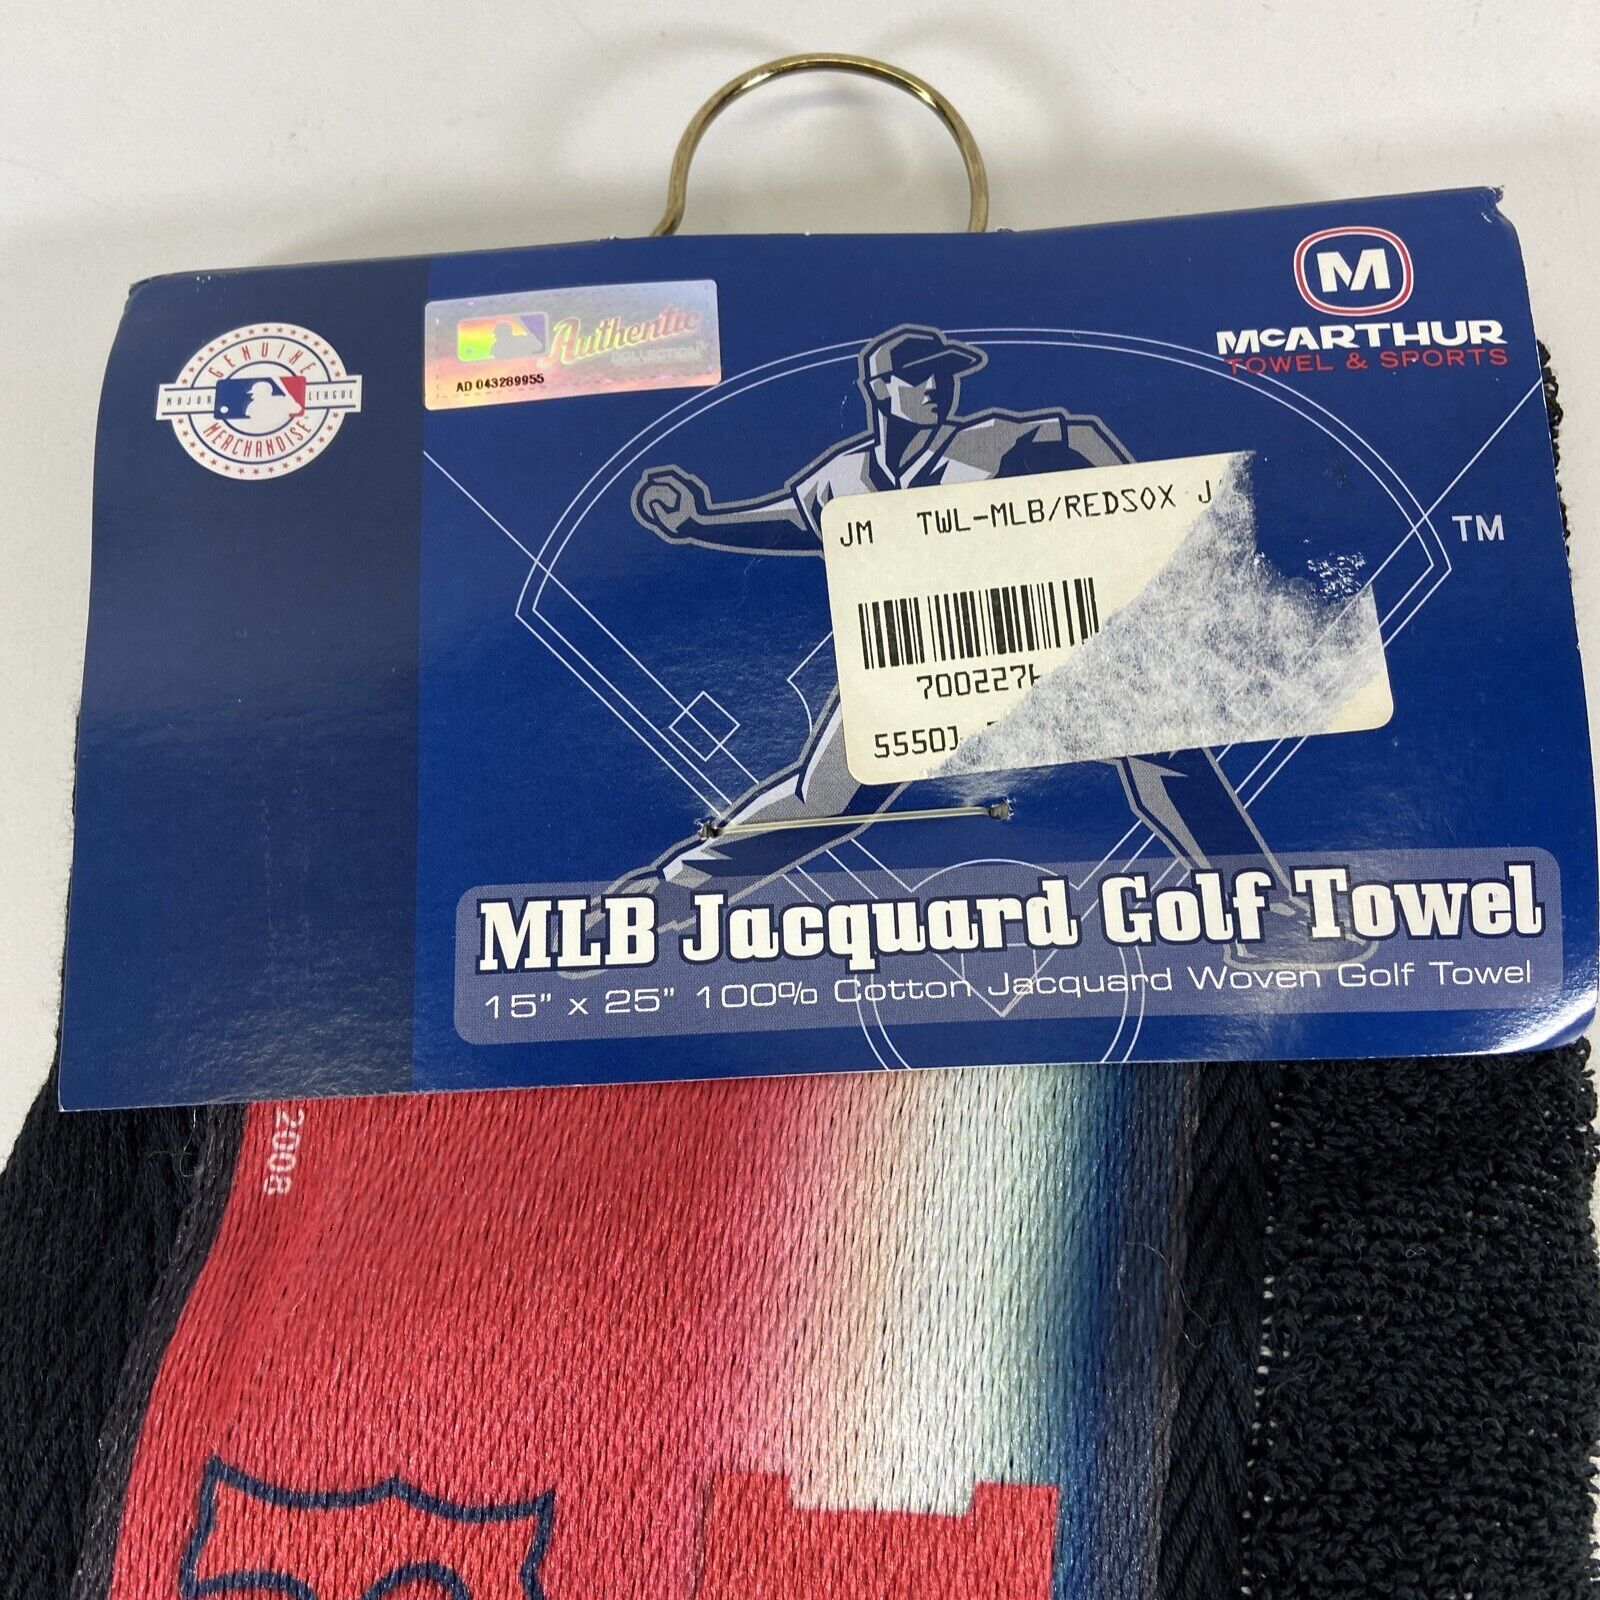 M
McARTHUR
TOWEL & SPORTS
GENUINE
MAJOR LEAGUE
MERCHANDISE
Authentic
COLLECTION
AD 043289955
TM
JM TWL-MLB/REDSOX
700227
5550
MLB Jacquard Golf Towel
15" x 25" 100% Cotton Jacquard Woven Golf Towel
2008